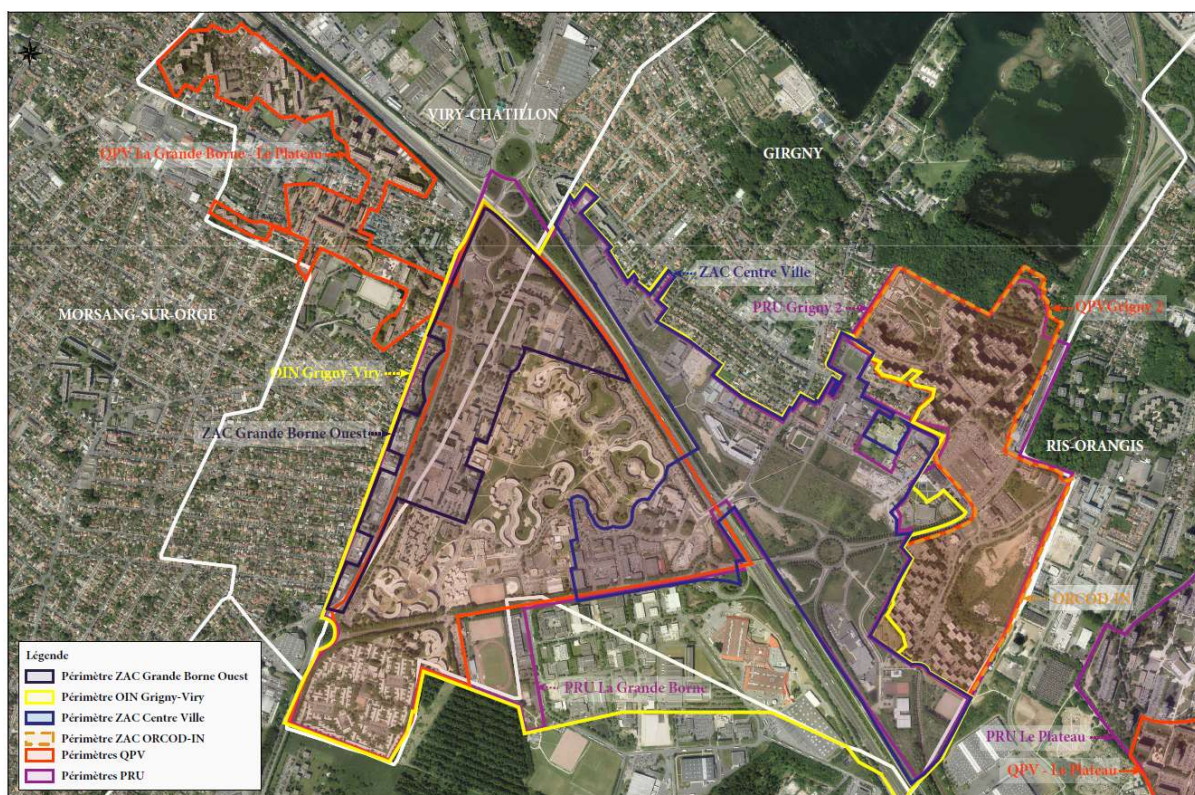 VIRY-CHATILLON
QPV La Grande Borne - Le Plateau
GIRGNY
ZAC Centre Ville
PRU Grigny 2
QPVGrigny 2
MORSANG-SUR-ORGE
OIN Grigny-Viry
ZAC Grande Borne Ouest
RIS-ORANGIS
ORCOD-IN
PRU La Grande Borne
PRU Le Plateau
QPV - Le Plateau
Légende
Périmètre ZAC Grande Borne Ouest
Périmètre OIN Grigny-Viry
Périmètre ZAC Centre Ville
Périmètre ZAC ORCOD-IN
Périmètres QPV
Périmètres PRU